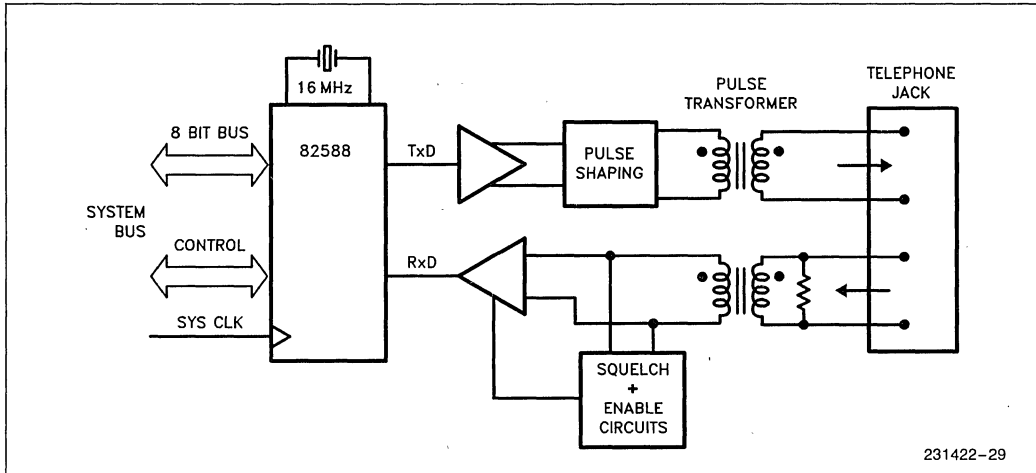 16 MHz
8 BIT BUS
82588
TxD
PULSE
SHAPING
PULSE
TRANSFORMER
TELEPHONE
JACK
SYSTEM
BUS
CONTROL
RxD
SYS CLK
SQUELCH
+
ENABLE
CIRCUITS
231422-29